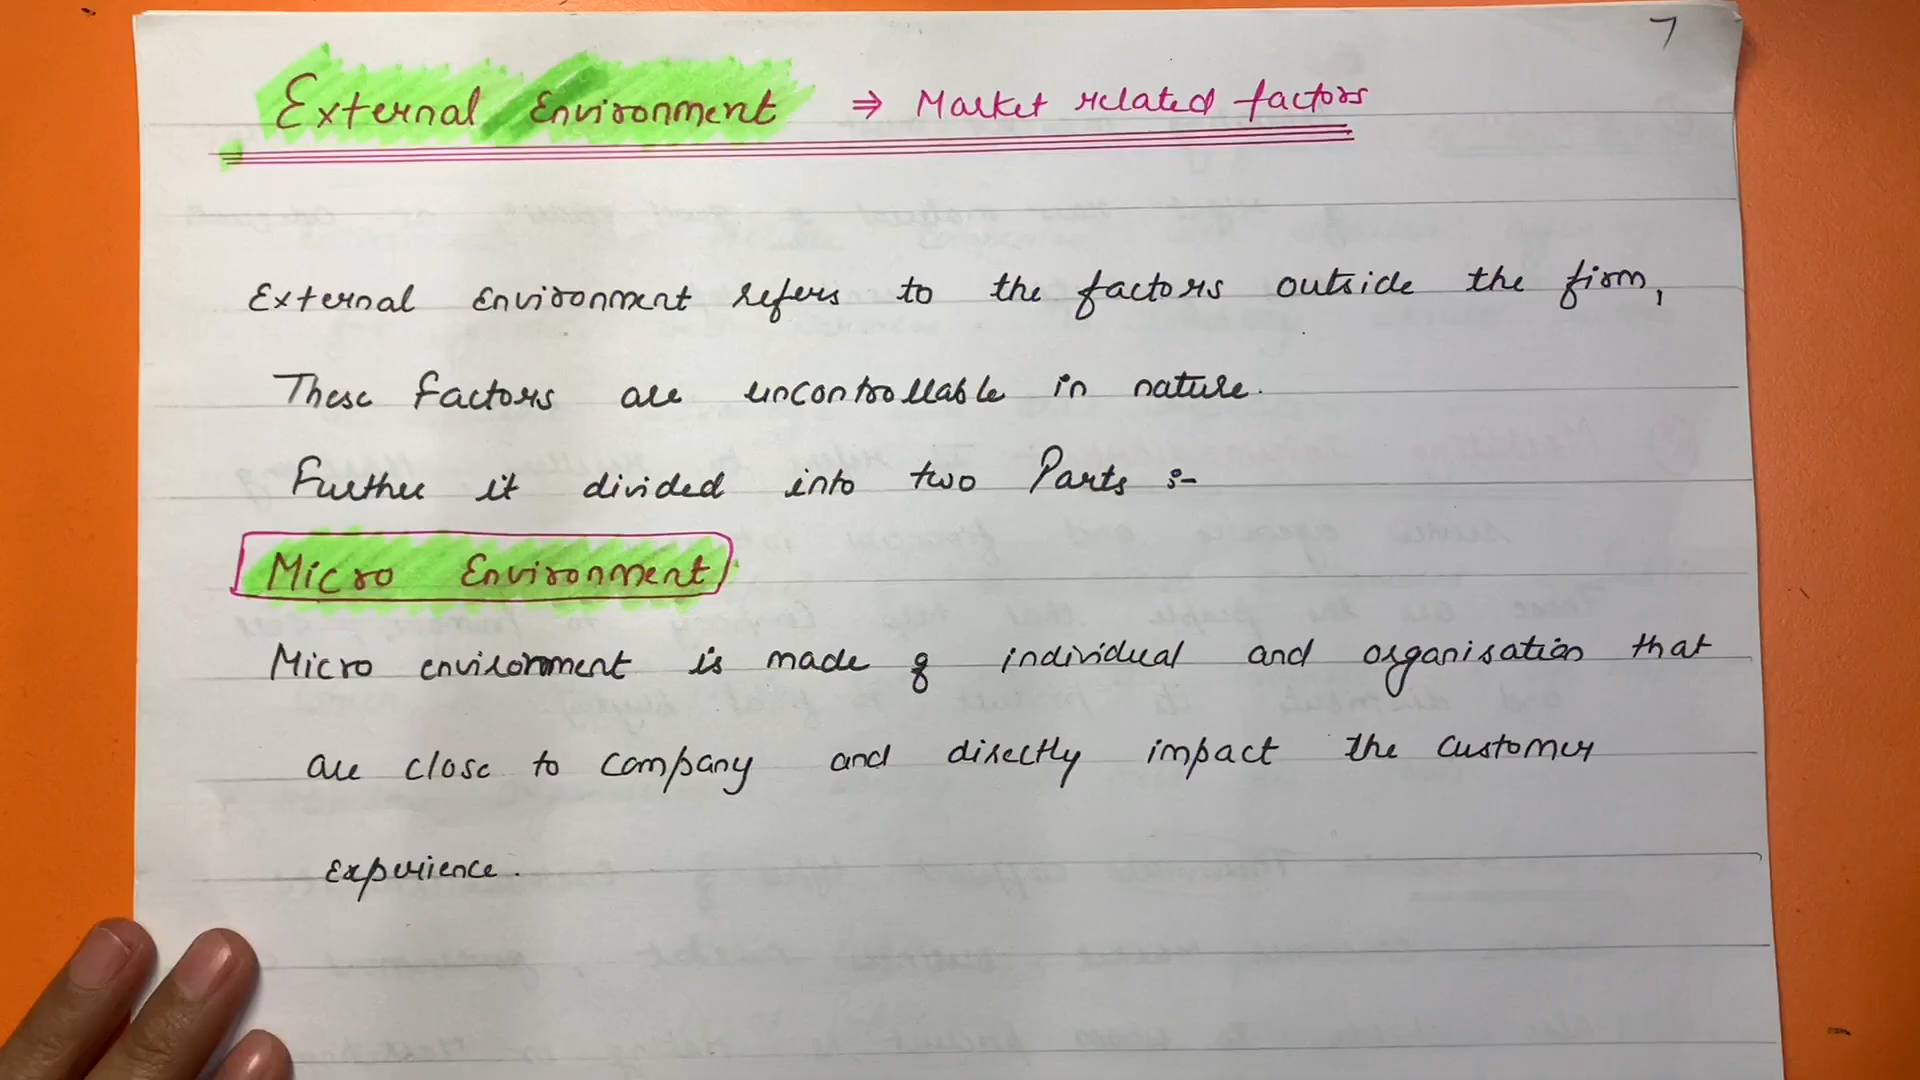 7
External Environment ⇒ Market related factors
External Environment refers to the factors outside the firm,
These factors are uncontrollable in nature.
Further it divided into two Parts :-
Micro Environment
Micro environment is made of individual and organisation that
are close to company and directly impact the customer
experience.